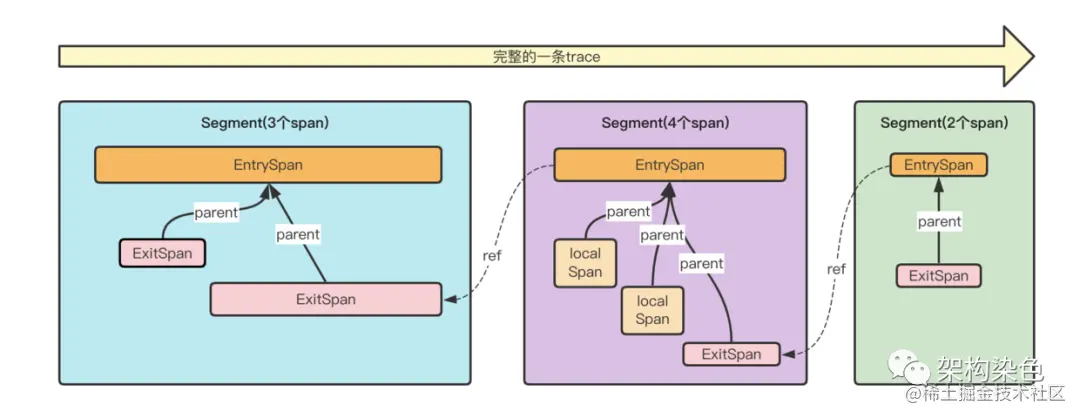 完整的一条trace
Segment(3个span)
EntrySpan
parent
parent
ExitSpan
ExitSpan
ref
Segment(4个span)
EntrySpan
parent
parent
parent
local
Span
local
Span
ExitSpan
ref
Segment(2个span)
EntrySpan
parent
ExitSpan
架构染色
@稀土掘金技术社区